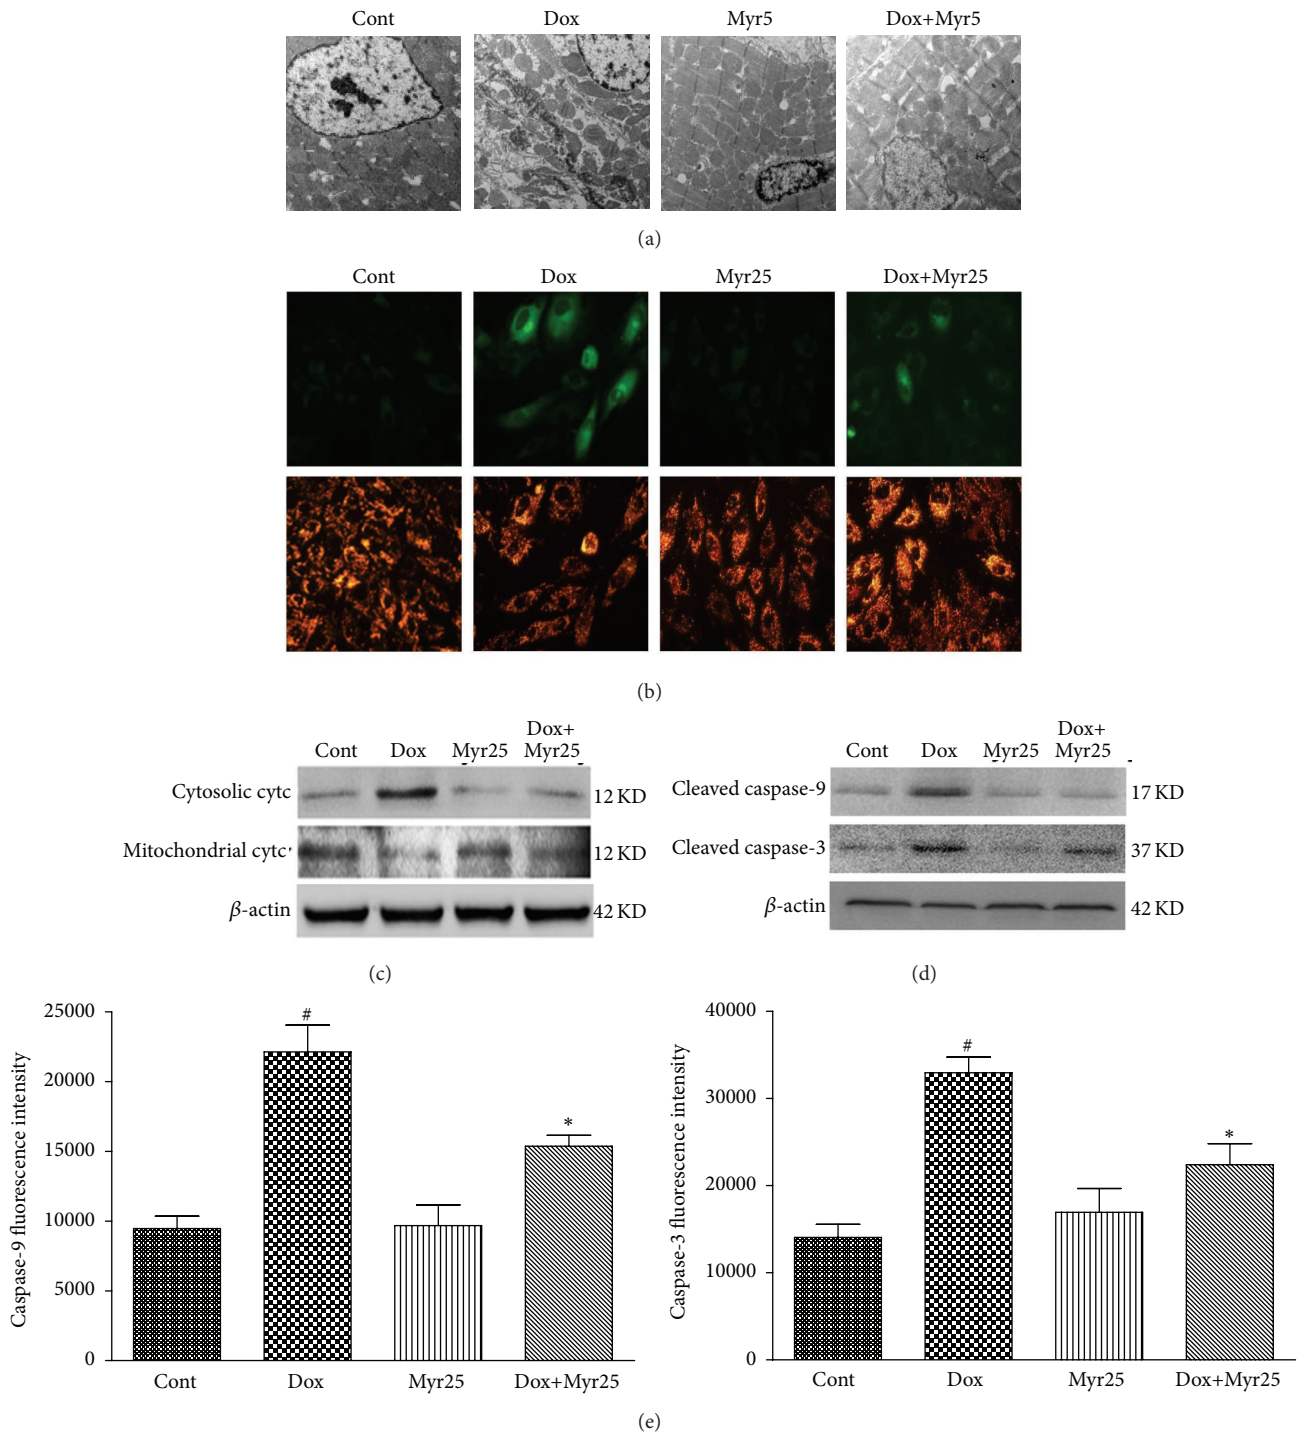 Cont Dox Myr5 Dox+Myr5
(a)
Cont Dox Myr25 Dox+Myr25
(b)
Cont Dox Myr25 Dox+
Myr25
Cytosolic cytc 12 KD
Mitochondrial cytc 12 KD
β-actin 42 KD
(c)
Cont Dox Myr25 Dox+
Myr25
Cleaved caspase-9 17 KD
Cleaved caspase-3 37 KD
β-actin 42 KD
(d)
Caspase-9 fluorescence intensity
25000
20000
15000
10000
5000
0
#
*
Cont Dox Myr25 Dox+Myr25
Caspase-3 fluorescence intensity
40000
30000
20000
10000
0
#
*
Cont Dox Myr25 Dox+Myr25
(e)